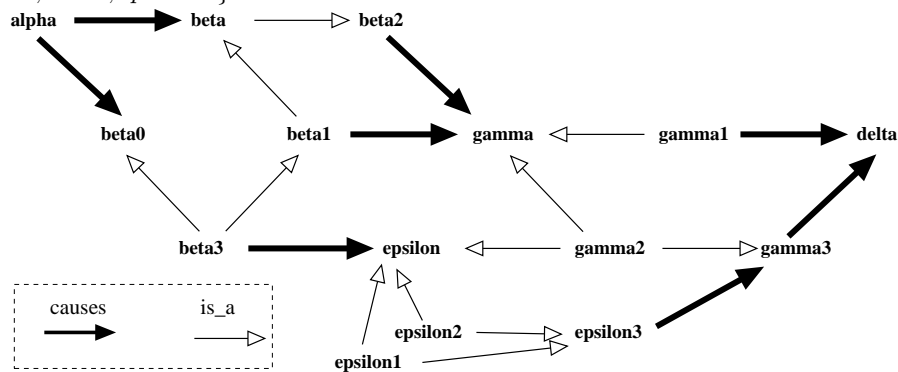 alpha beta beta2
beta0 beta1 gamma gamma1 delta
beta3 epsilon gamma2 gamma3
causes is_a
epsilon2 epsilon3
epsilon1